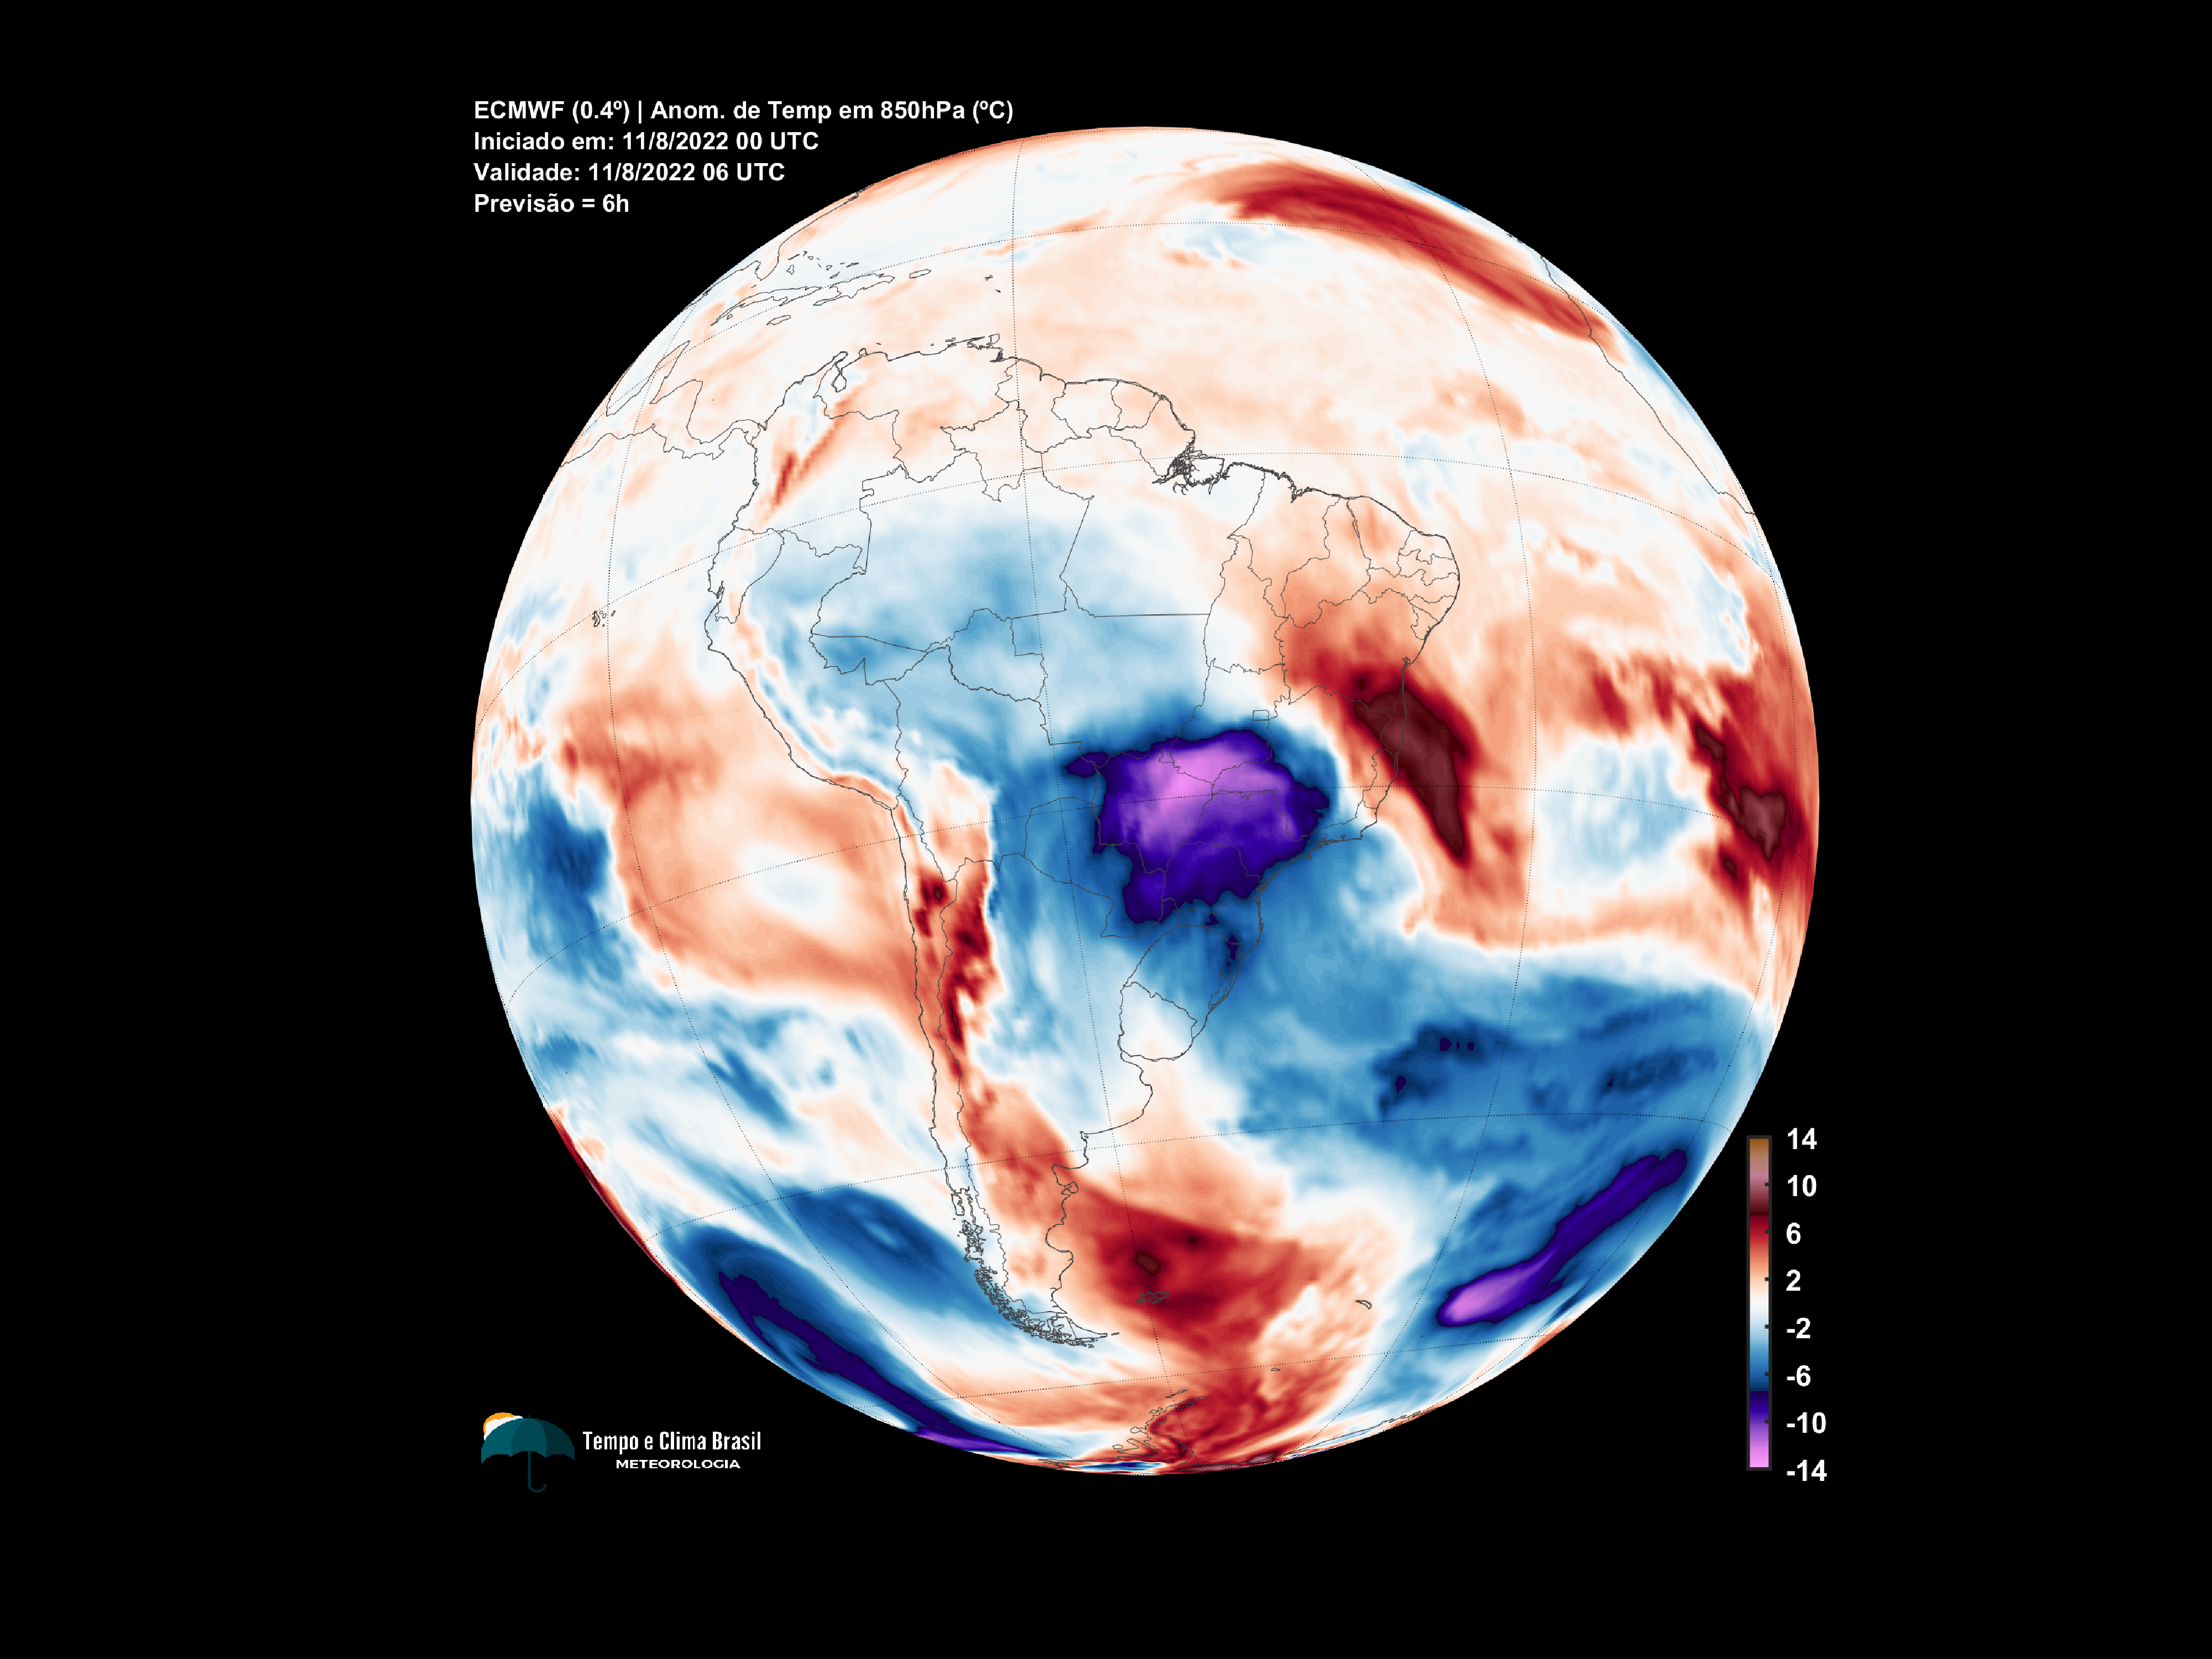 ECMWF (0.4º) | Anom. de Temp em 850hPa (ºC)
Iniciado em: 11/8/2022 00 UTC
Validade: 11/8/2022 06 UTC
Previsão = 6h
14
10
6
2
-2
-6
-10
-14
Tempo e Clima Brasil
METEOROLOGIA